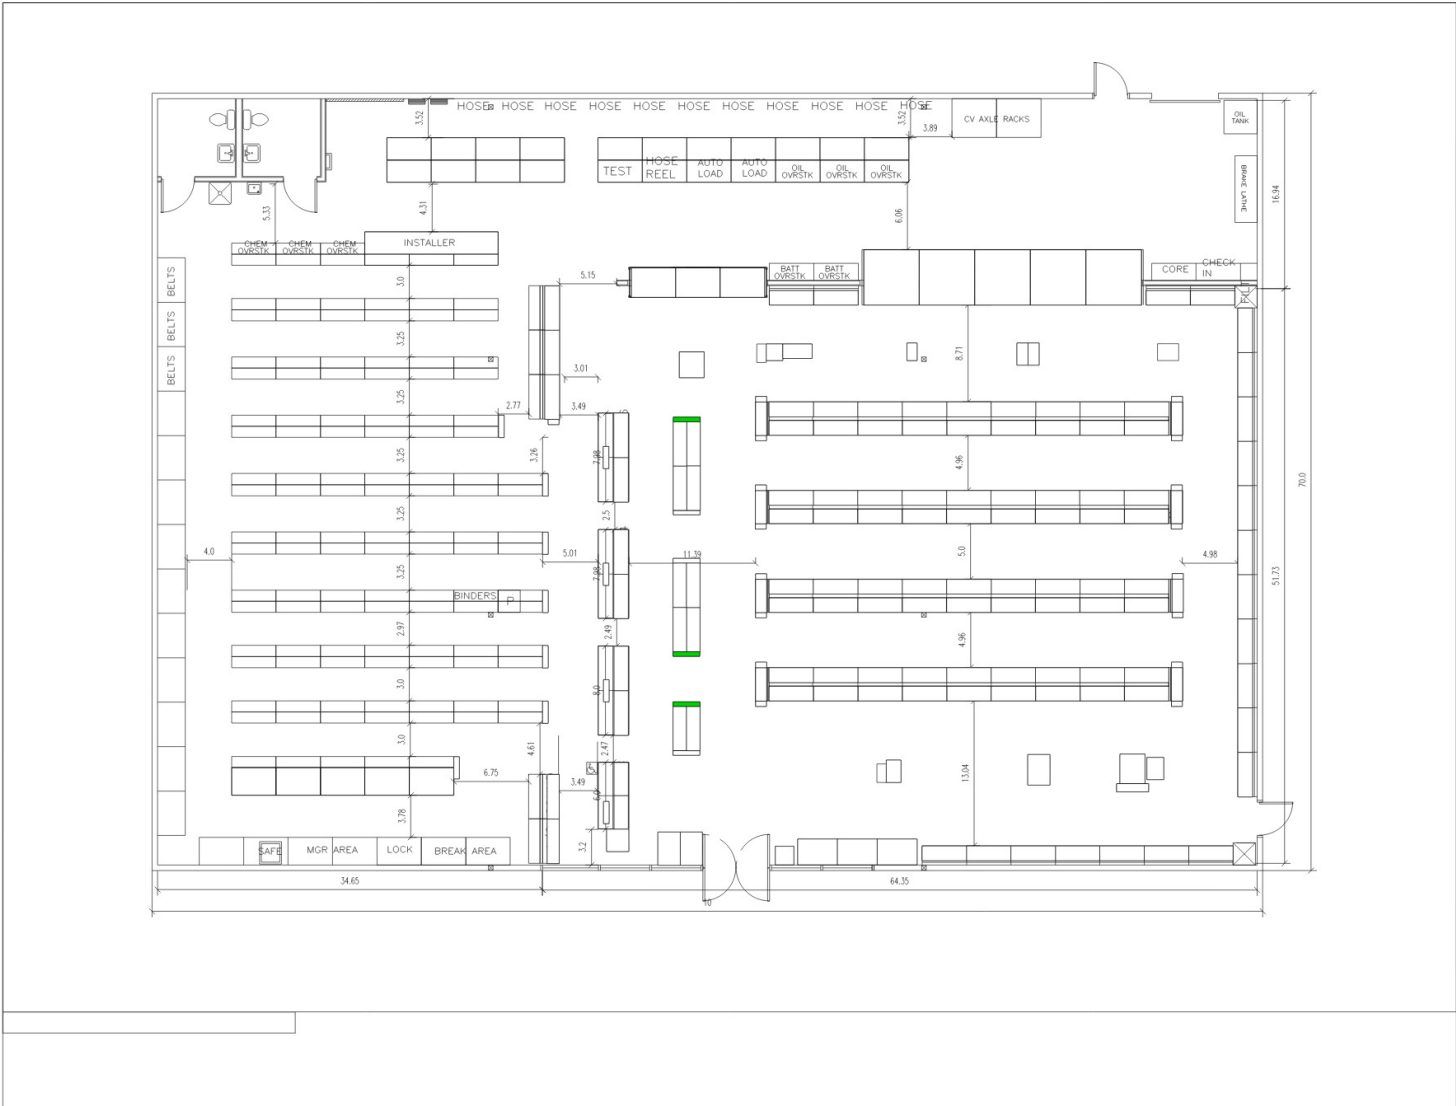 HOSE HOSE HOSE HOSE HOSE HOSE HOSE HOSE HOSE HOSE HOSE
3.52
3.52
3.89
CV AXLE RACKS
OIL
TANK
TEST
HOSE
REEL
AUTO
LOAD
AUTO
LOAD
OIL
OVRSTK
OIL
OVRSTK
OIL
OVRSTK
BRAKE LATHE
16.94
5.33
4.31
6.06
CHEM
OVRSTK
CHEM
OVRSTK
CHEM
OVRSTK
INSTALLER
BELTS
BELTS
BELTS
3.0
5.15
BATT
OVRSTK
BATT
OVRSTK
CORE
CHECK
IN
3.25
3.01
8.71
3.25
2.77
3.49
3.25
3.26
7.98
4.96
70.0
3.25
2.5
4.0
5.01
11.39
5.0
4.98
51.73
3.25
7.98
BINDERS
P
2.97
2.49
4.96
3.0
8.0
3.0
4.61
2.47
6.75
3.49
13.04
3.78
3.2
SAFE
MGR AREA
LOCK
BREAK AREA
34.65
64.35